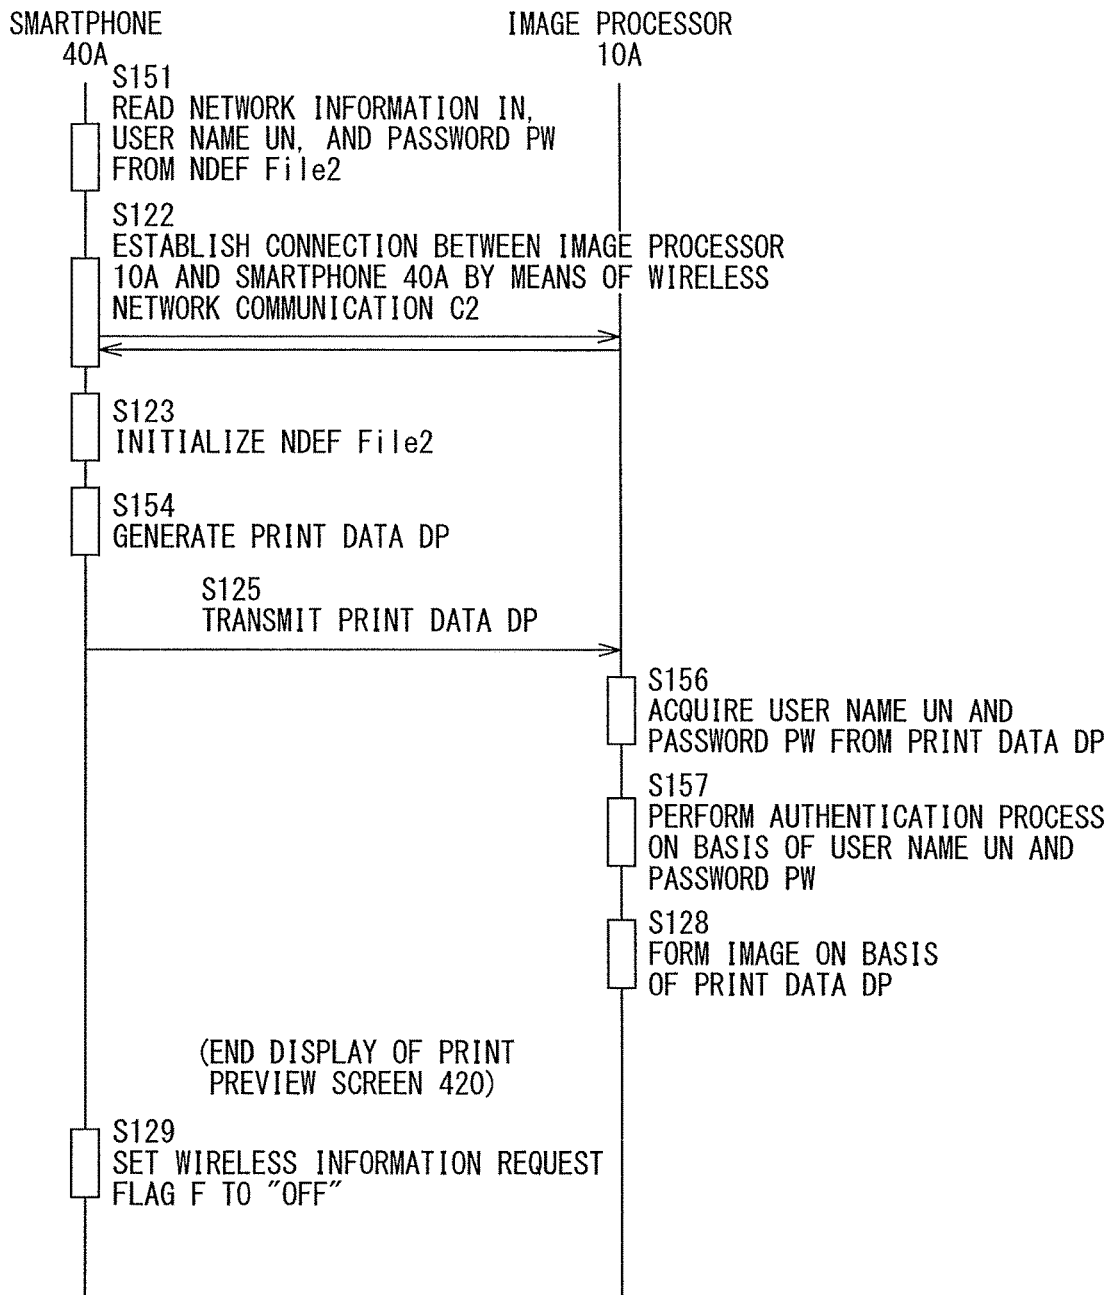 SMARTPHONE
40A
IMAGE PROCESSOR
10A
S151
READ NETWORK INFORMATION IN,
USER NAME UN, AND PASSWORD PW
FROM NDEF File2
S122
ESTABLISH CONNECTION BETWEEN IMAGE PROCESSOR
10A AND SMARTPHONE 40A BY MEANS OF WIRELESS
NETWORK COMMUNICATION C2
S123
INITIALIZE NDEF File2
S154
GENERATE PRINT DATA DP
S125
TRANSMIT PRINT DATA DP
S156
ACQUIRE USER NAME UN AND
PASSWORD PW FROM PRINT DATA DP
S157
PERFORM AUTHENTICATION PROCESS
ON BASIS OF USER NAME UN AND
PASSWORD PW
S128
FORM IMAGE ON BASIS
OF PRINT DATA DP
(END DISPLAY OF PRINT
PREVIEW SCREEN 420)
S129
SET WIRELESS INFORMATION REQUEST
FLAG F TO "OFF"